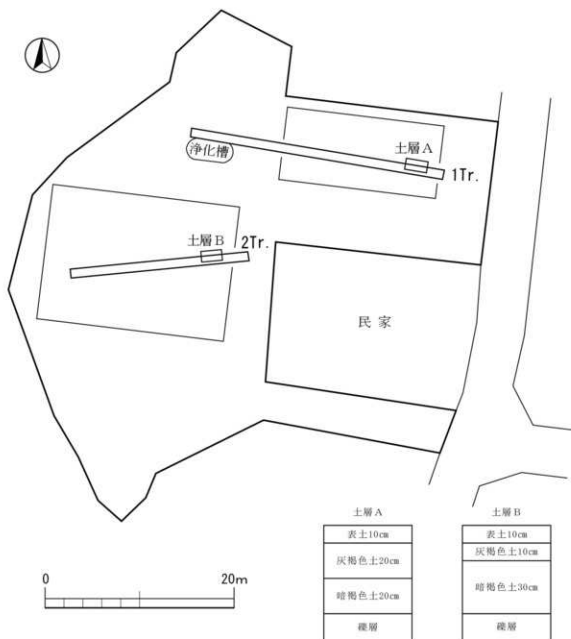 土層A
浄化槽
1Tr.
土層B
2Tr.
民家
土層A
表土10cm
灰褐色土20cm
暗褐色土20cm
礫層
土層B
表土10cm
灰褐色土10cm
暗褐色土30cm
礫層
0 20m